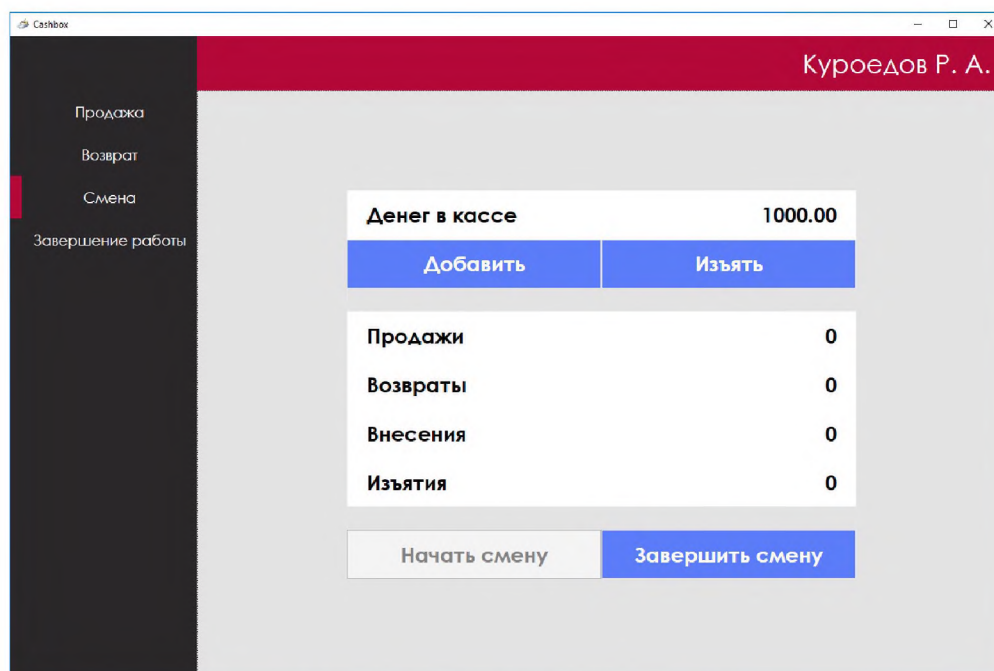 Cashbox
Куроедов Р. А.
Продажа
Возврат
Смена
Завершение работы
Денег в кассе 1000.00
Добавить Изъять
Продажи 0
Возвраты 0
Внесения 0
Изъятия 0
Начать смену Завершить смену